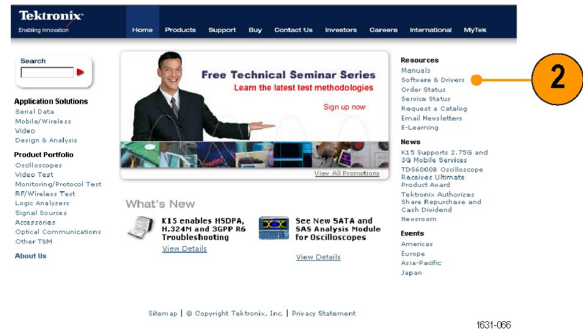 Tektronix
Enabling Innovation
Home Products Support Buy Contact Us Investors Careers International MyTek
Search
Application Solutions
Serial Data
Mobile/Wireless
Video
Design & Analysis
Product Portfolio
Oscilloscopes
Video Test
Monitoring/Protocol Test
RF/Wireless Test
Logic Analyzers
Signal Sources
Accessories
Optical Communications
Other T&M
About Us
Free Technical Seminar Series
Learn the latest test methodologies
Sign up now
View All Promotions
What's New
K15 enables HSDPA,
H.324M and 3GPP R6
Troubleshooting
View Details
See New SATA and
SAS Analysis Module
for Oscilloscopes
View Details
Resources
Manuals
Software & Drivers
Order Status
Service Status
Request a Catalog
Email Newsletters
E-Learning
News
K15 Supports 2.75G and
3G Mobile Services
TDS6000B Oscilloscope
Receives Ultimate
Product Award
Tektronix Authorizes
Share Repurchase and
Cash Dividend
Newsroom
Events
Americas
Europe
Asia-Pacific
Japan
2
Sitemap | © Copyright Tektronix, Inc. | Privacy Statement
1631-066